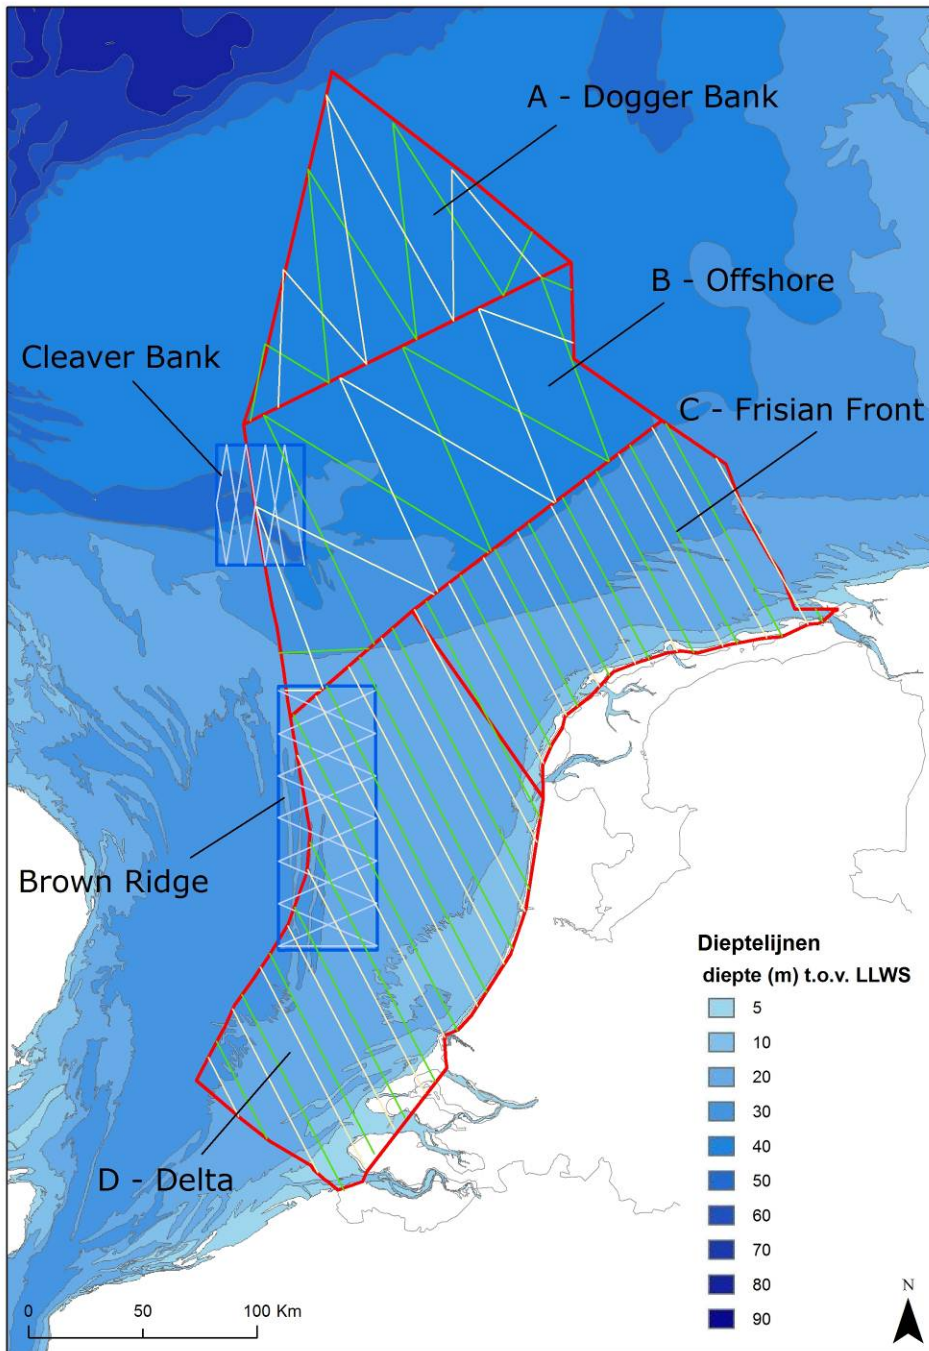 A - Dogger Bank
B - Offshore
Cleaver Bank
C - Frisian Front
Brown Ridge
D - Delta
Dieptelijnen
diepte (m) t.o.v. LLWS
5
10
20
30
40
50
60
70
80
90
0 50 100 Km
N